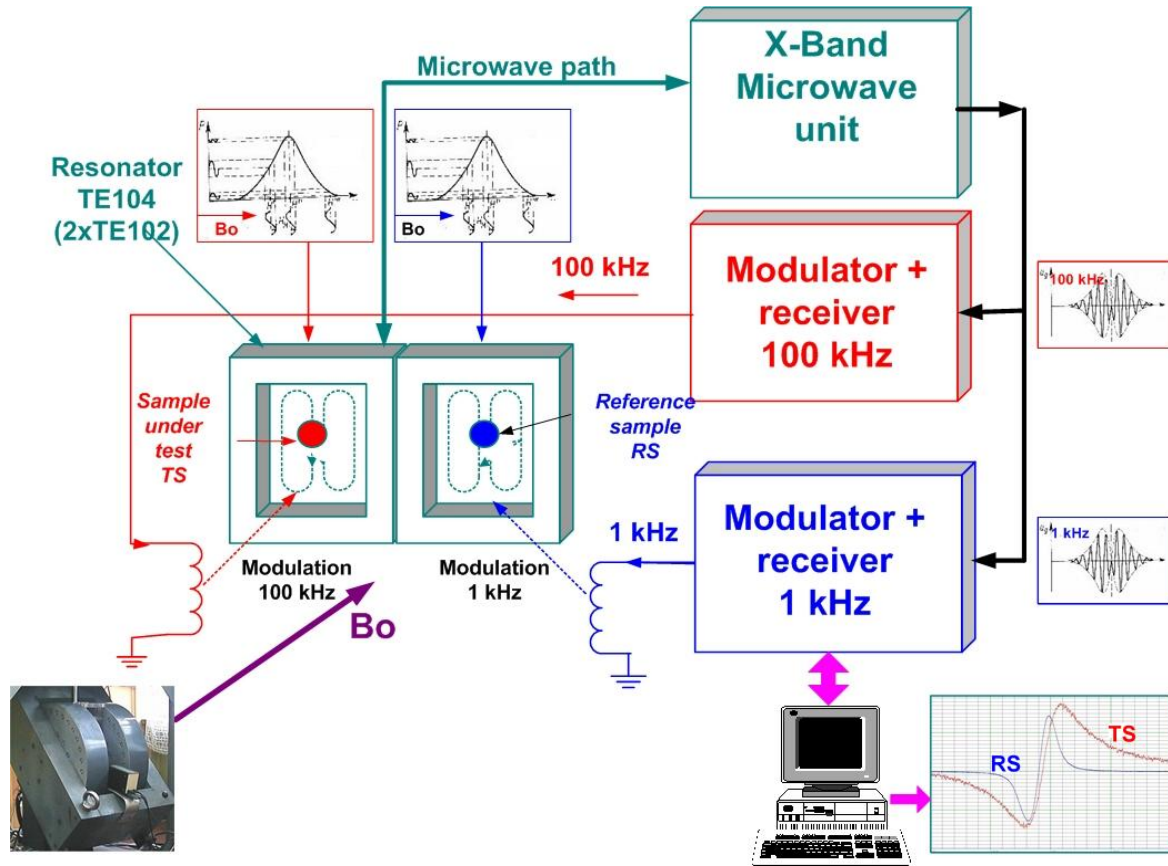 X-Band
Microwave
unit
Microwave path
P
Bo
P
Bo
Resonator
TE104
(2xTE102)
100 kHz
Modulator +
receiver
100 kHz
100 kHz
Sample
under
test
TS
Reference
sample
RS
Modulation
100 kHz
Modulation
1 kHz
1 kHz
Modulator +
receiver
1 kHz
1 kHz
Bo
RS
TS